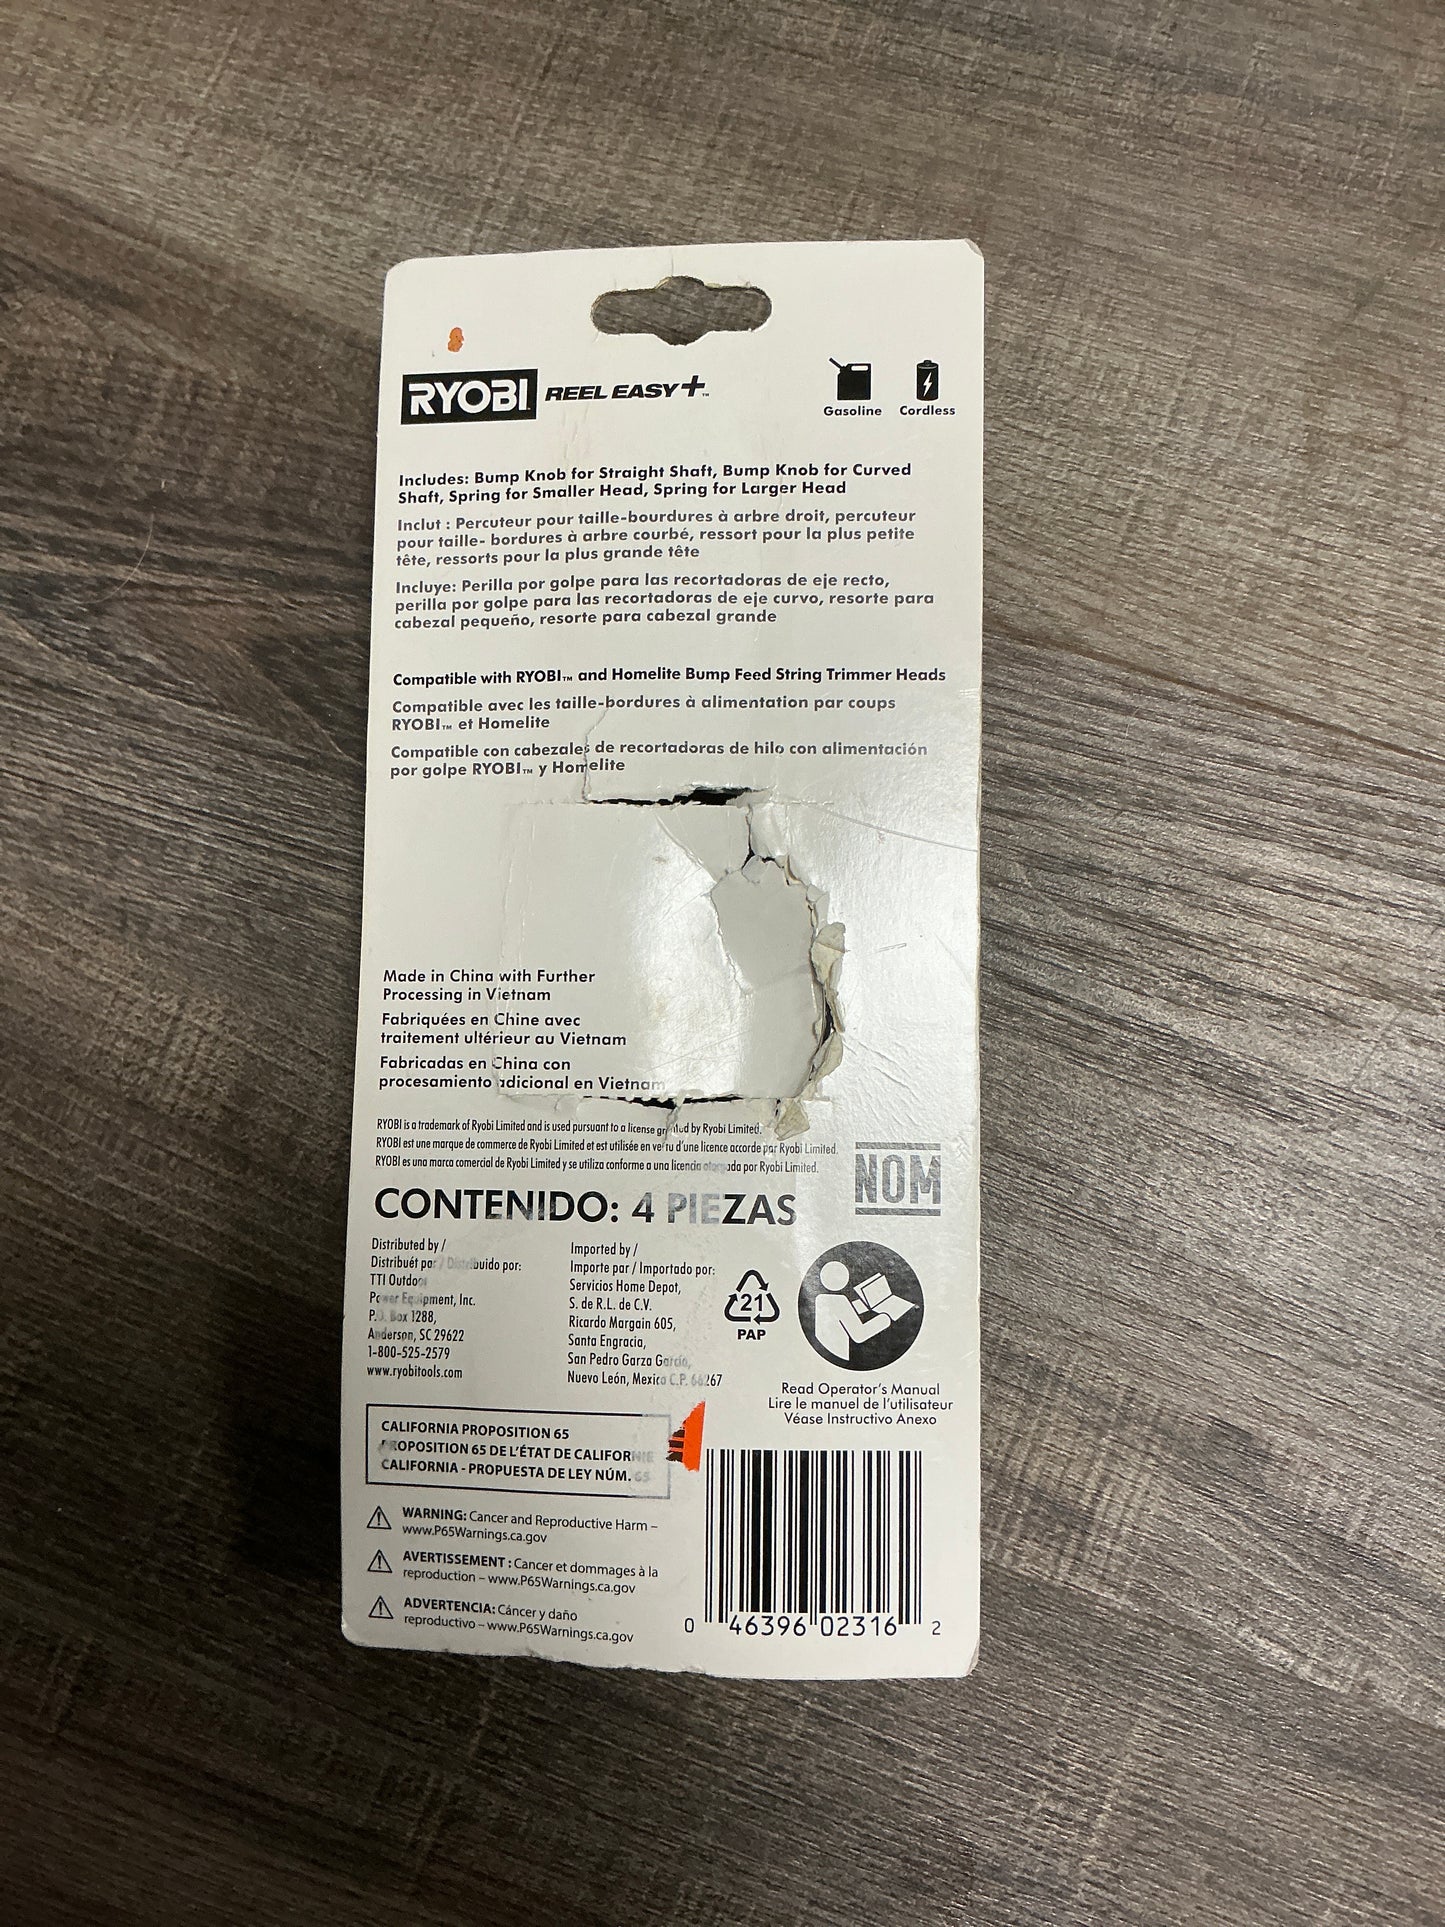 RYOBI REEL EASY+™
Gasoline Cordless
Includes: Bump Knob for Straight Shaft, Bump Knob for Curved
Shaft, Spring for Smaller Head, Spring for Larger Head
Inclut : Percuteur pour taille-bourdures à arbre droit, percuteur
pour taille- bordures à arbre courbé, ressort pour la plus petite
tête, ressorts pour la plus grande tête
Incluye: Perilla por golpe para las recortadoras de eje recto,
perilla por golpe para las recortadoras de eje curvo, resorte para
cabezal pequeño, resorte para cabezal grande
Compatible with RYOBI™ and Homelite Bump Feed String Trimmer Heads
Compatible avec les taille-bordures à alimentation par coups
RYOBI™ et Homelite
Compatible con cabezales de recortadoras de hilo con alimentación
por golpe RYOBI™ y Homelite
Made in China with Further
Processing in Vietnam
Fabriquées en Chine avec
traitement ultérieur au Vietnam
Fabricadas en China con
procesamiento adicional en Vietnam
RYOBI is a trademark of Ryobi Limited and is used pursuant to a license granted by Ryobi Limited.
RYOBI est une marque de commerce de Ryobi Limited et est utilisée en vertu d'une licence accorde par Ryobi Limited.
RYOBI es una marca comercial de Ryobi Limited y se utiliza conforme a una licencia otorgada por Ryobi Limited.
NOM
CONTENIDO: 4 PIEZAS
Distributed by /
Distribuét par / Distribuido por:
TTI Outdoor
Power Equipment, Inc.
P.O. Box 1288,
Anderson, SC 29622
1-800-525-2579
www.ryobitools.com
Imported by /
Importe par / Importado por:
Servicios Home Depot,
S. de R.L. de C.V.
Ricardo Margain 605,
Santa Engracia,
San Pedro Garza García,
Nuevo León, Mexico C.P. 66267
21
PAP
Read Operator's Manual
Lire le manuel de l'utilisateur
Véase Instructivo Anexo
CALIFORNIA PROPOSITION 65
PROPOSITION 65 DE L'ÉTAT DE CALIFORNIE
CALIFORNIA - PROPUESTA DE LEY NÚM. 65
WARNING: Cancer and Reproductive Harm –
www.P65Warnings.ca.gov
AVERTISSEMENT : Cancer et dommages à la
reproduction – www.P65Warnings.ca.gov
ADVERTENCIA: Cáncer y daño
reproductivo – www.P65Warnings.ca.gov
0 46396 02316 2